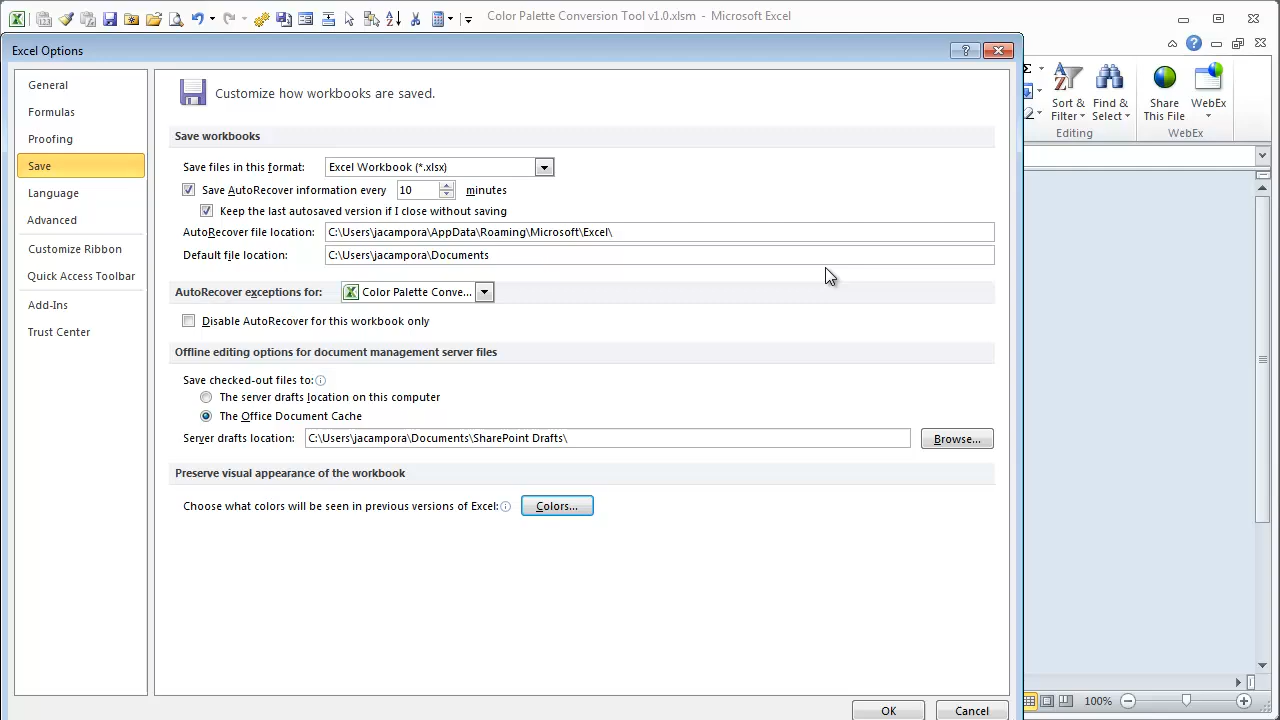 Color Palette Conversion Tool v1.0.xlsm - Microsoft Excel
Excel Options
General
Formulas
Proofing
Save
Language
Advanced
Customize Ribbon
Quick Access Toolbar
Add-Ins
Trust Center
Customize how workbooks are saved.
Save workbooks
Save files in this format: Excel Workbook (*.xlsx)
Save AutoRecover information every 10 minutes
Keep the last autosaved version if I close without saving
AutoRecover file location: C:\Users\jacampora\AppData\Roaming\Microsoft\Excel\
Default file location: C:\Users\jacampora\Documents
AutoRecover exceptions for: Color Palette Conve...
Disable AutoRecover for this workbook only
Offline editing options for document management server files
Save checked-out files to:
The server drafts location on this computer
The Office Document Cache
Server drafts location: C:\Users\jacampora\Documents\SharePoint Drafts\ Browse...
Preserve visual appearance of the workbook
Choose what colors will be seen in previous versions of Excel: Colors...
OK Cancel
Sort & Filter
Find & Select
Editing
Share This File
WebEx
WebEx
100%